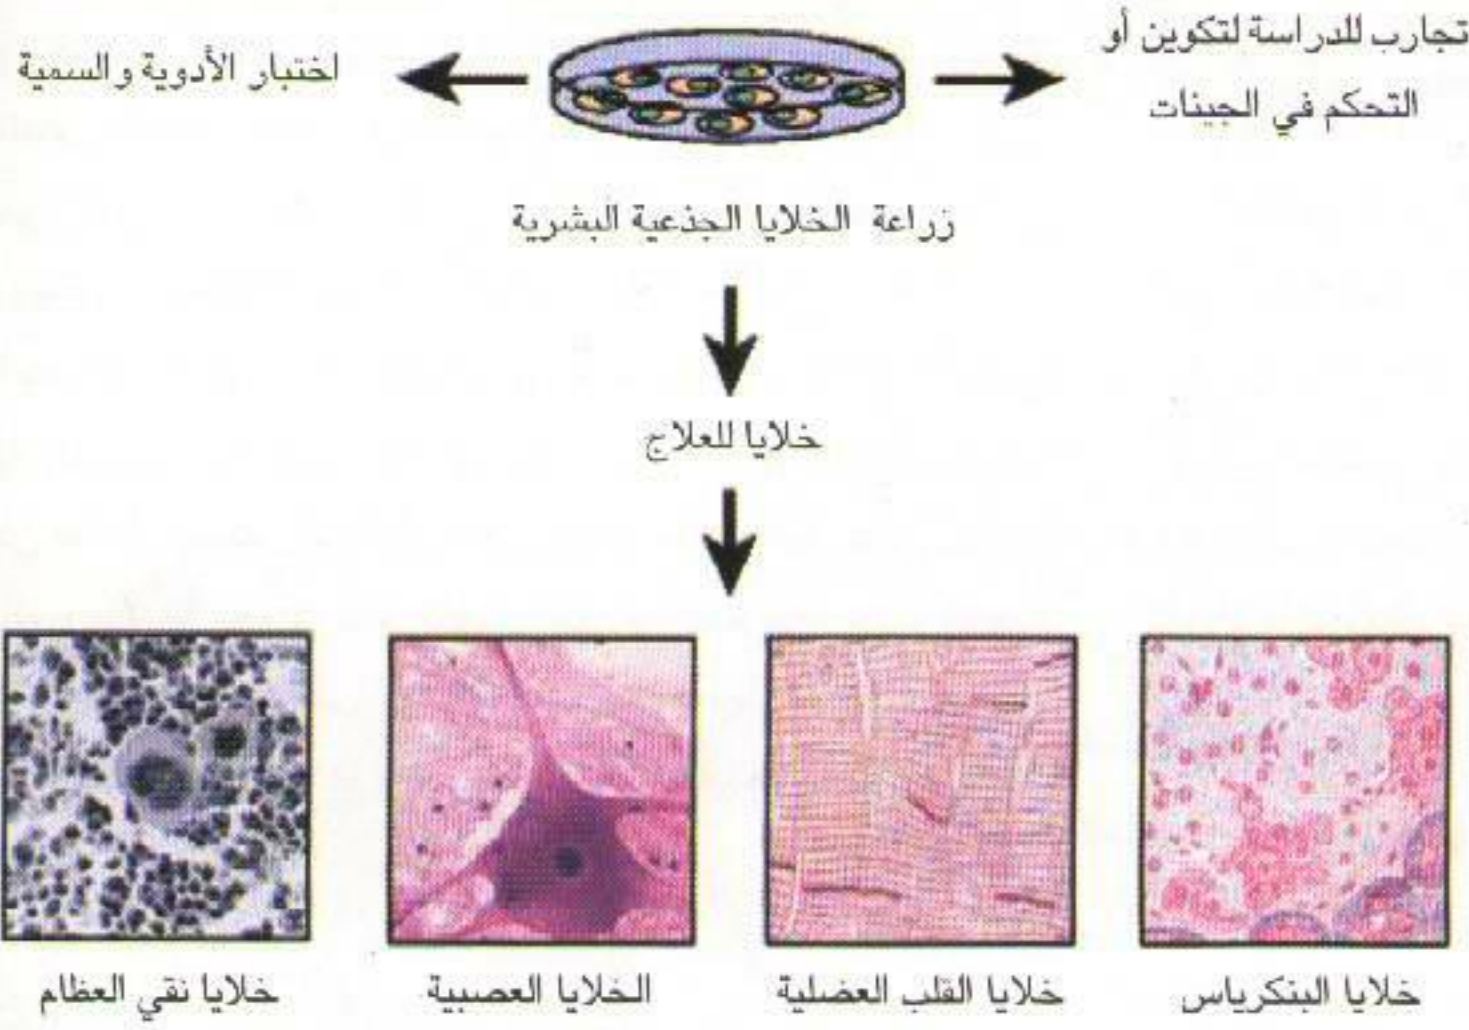 تجارب للدراسة لتكوين أو
التحكم في الجينات
اختبار الأدوية والسمية
زراعة الخلايا الجذعية البشرية
خلايا للعلاج
خلايا البنكرياس
خلايا القلب العضلية
الخلايا العصبية
خلايا نقي العظام